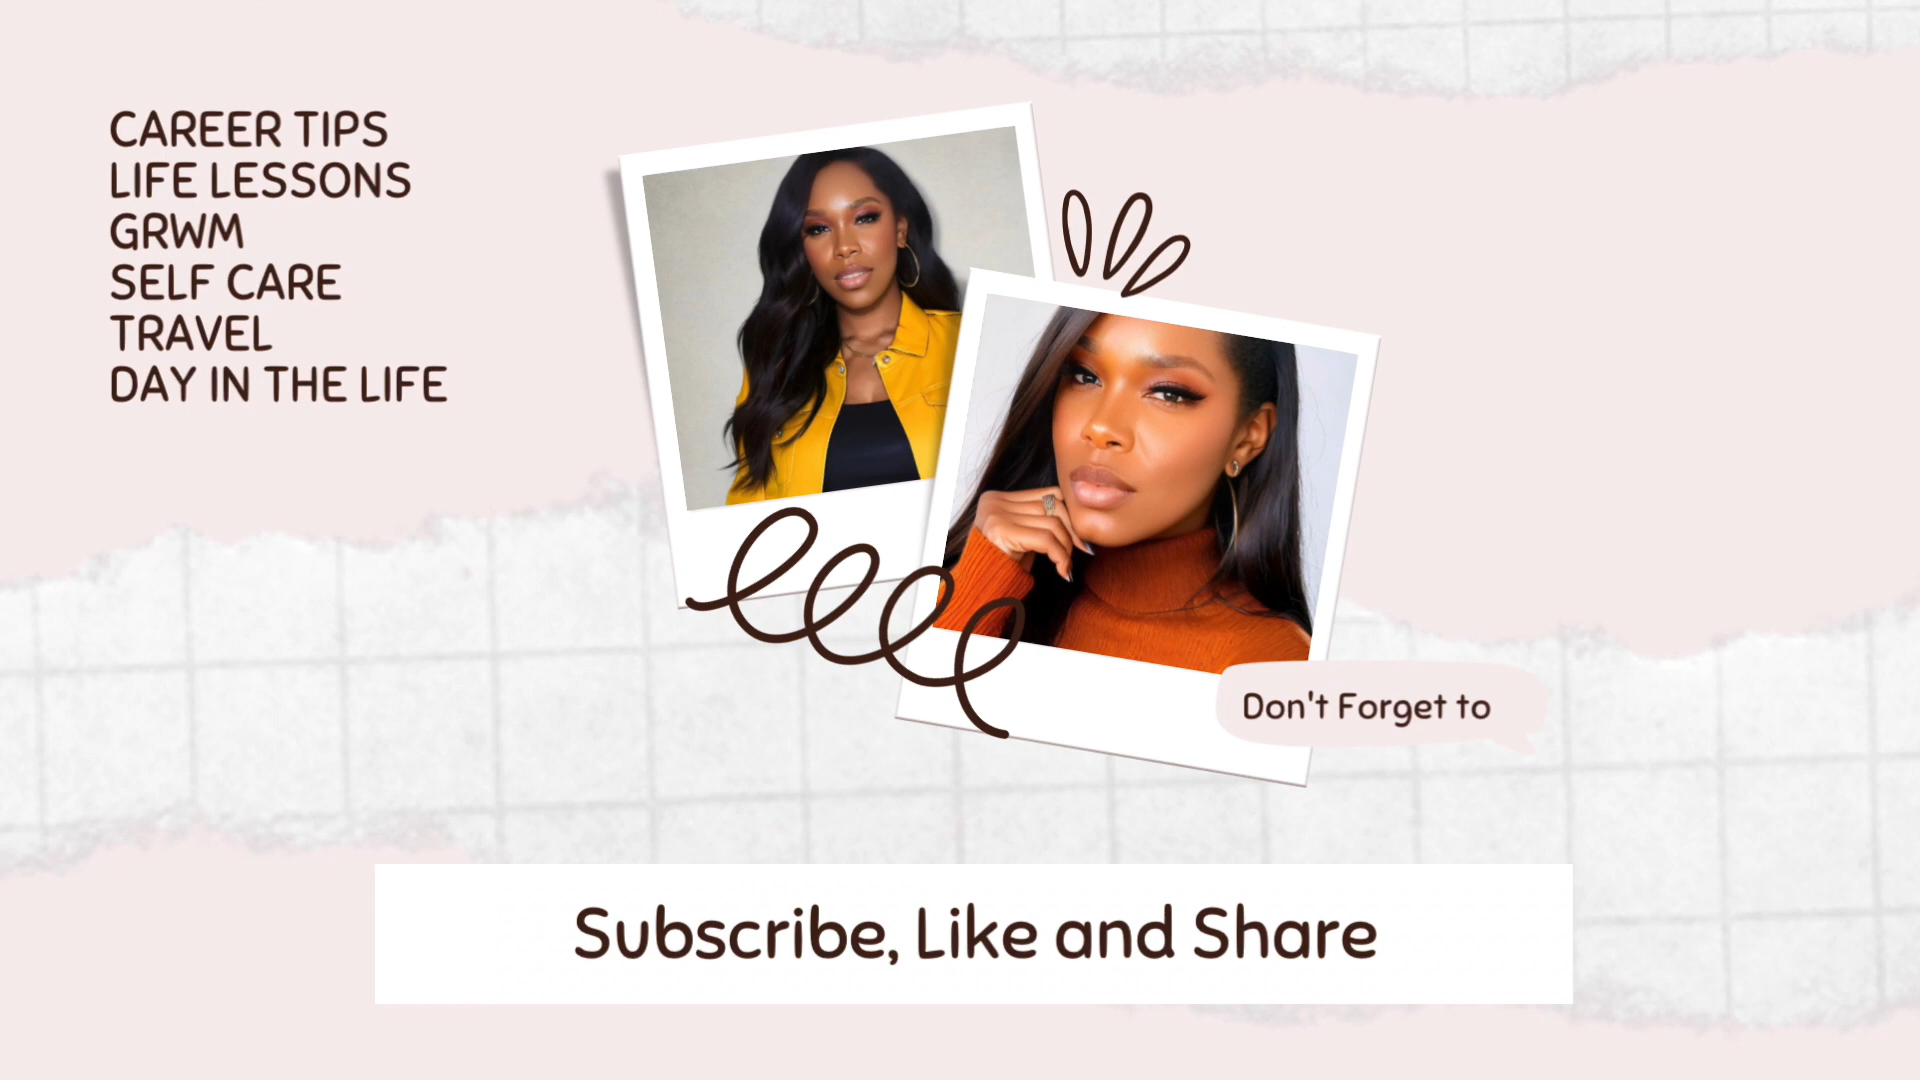 CAREER TIPS
LIFE LESSONS
GRWM
SELF CARE
TRAVEL
DAY IN THE LIFE
Don't Forget to
Subscribe, Like and Share